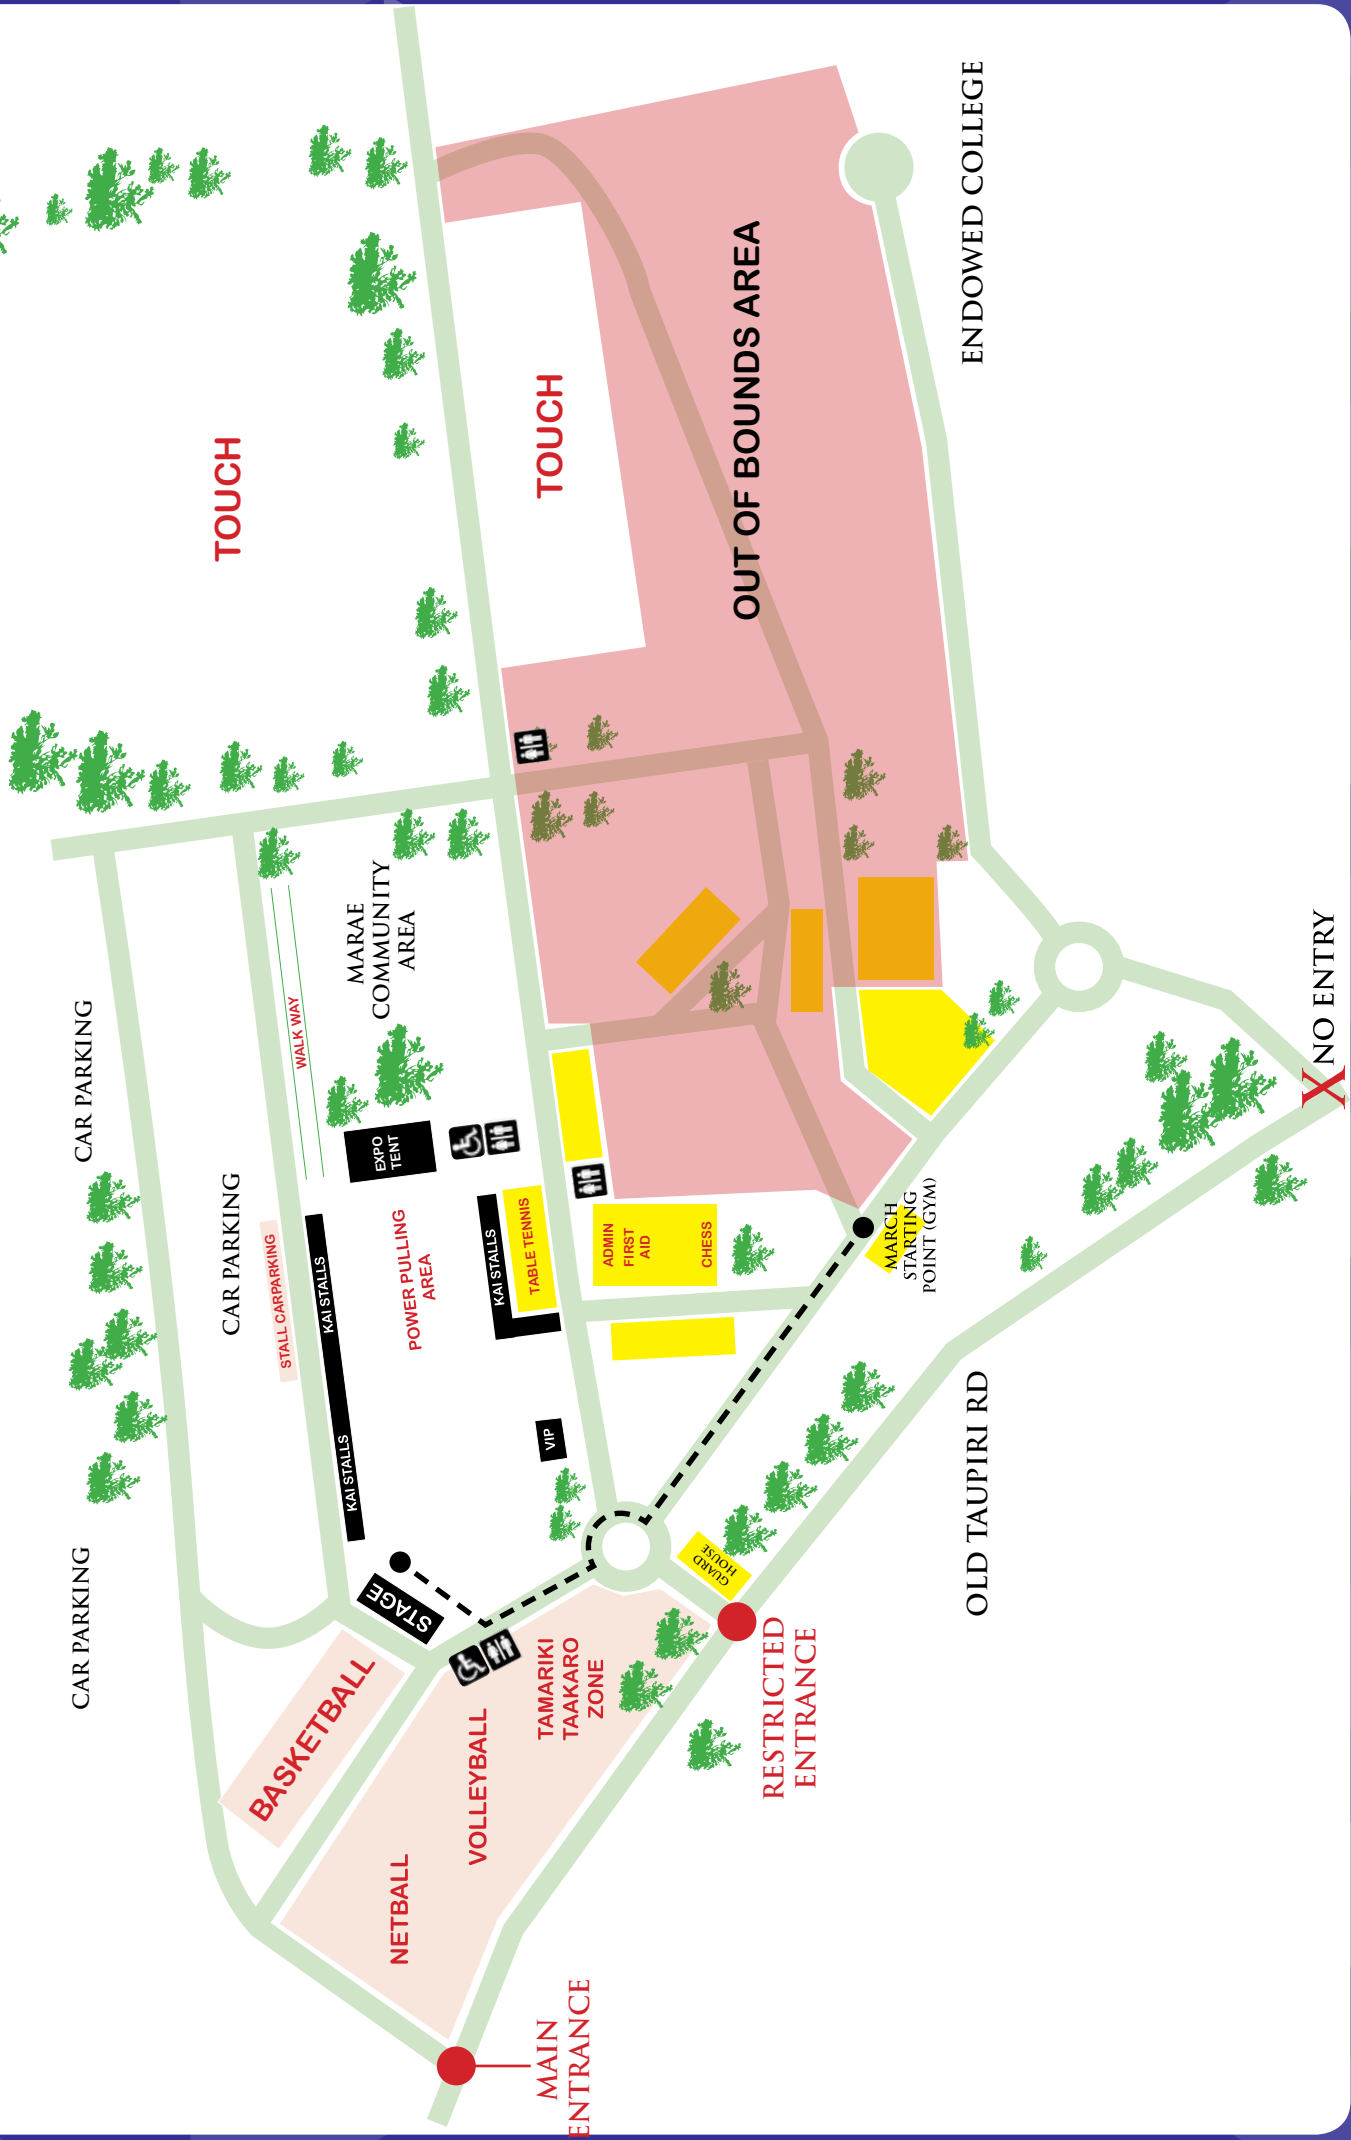 ENDOWED COLLEGE
OUT OF BOUNDS AREA
TOUCH
TOUCH
NO ENTRY
X
MARAE
COMMUNITY
AREA
WALK WAY
CAR PARKING
CAR PARKING
CAR PARKING
STALL CARPARKING
EXPO
TENT
KAI STALLS
KAI STALLS
KAI STALLS
POWER PULLING
AREA
TABLE TENNIS
ADMIN
FIRST
AID
CHESS
MARCH
STARTING
POINT (GYM)
VIP
OLD TAUPIRI RD
GUARD
HOUSE
STAGE
RESTRICTED
ENTRANCE
TAMARIKI
TAAKARO
ZONE
BASKETBALL
VOLLEYBALL
NETBALL
MAIN
ENTRANCE